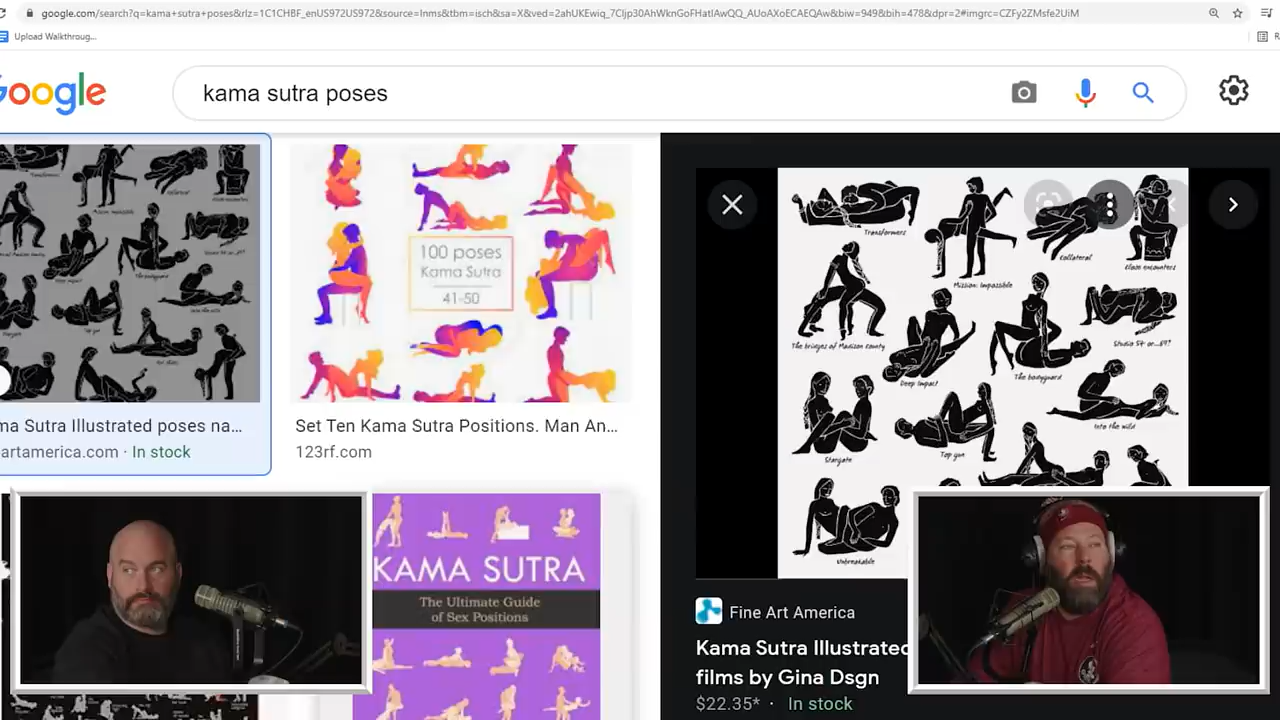 google.com/search?q=kama+sutra+poses&rlz=1C1CHBF_enUS972US972&source=lnms&tbm=isch&sa=X&ved=2ahUKEwiq_7Cljp30AhWknGoFHatIAwQQ_AUoAXoECAEQAw&biw=949&bih=478&dpr=2#imgrc=CZFy2ZMsfe2UiM
Upload Walkthroug...
Google
kama sutra poses
100 poses
Kama Sutra
41-50
Transformers
Mission: Impossible
Collateral
Close encounters
The bridges of Madison County
Deep Impact
The bodyguard
Studio 54 or...69?
Stargate
Top gun
Into the wild
Unbreakable
ma Sutra Illustrated poses na...
artamerica.com · In stock
Set Ten Kama Sutra Positions. Man An...
123rf.com
KAMA SUTRA
The Ultimate Guide
of Sex Positions
Fine Art America
Kama Sutra Illustrated
films by Gina Dsgn
$22.35* · In stock